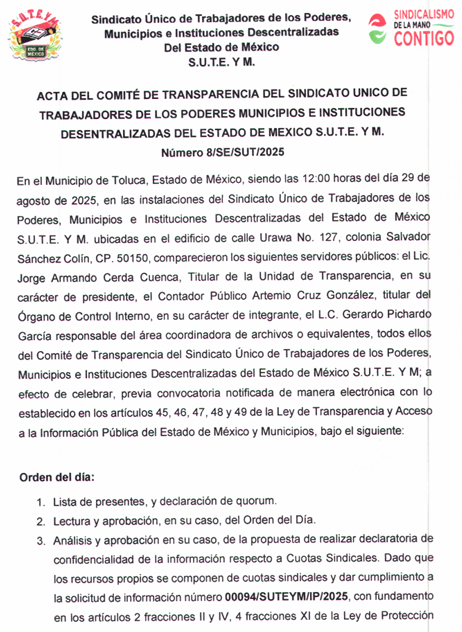 S.U.T.E.Y M.
EDO. DE MÉXICO
Sindicato Único de Trabajadores de los Poderes,
Municipios e Instituciones Descentralizadas
Del Estado de México
S.U.T.E. Y M.
SINDICALISMO
DE LA MANO
CONTIGO
ACTA DEL COMITÉ DE TRANSPARENCIA DEL SINDICATO UNICO DE
TRABAJADORES DE LOS PODERES MUNICIPIOS E INSTITUCIONES
DESENTRALIZADAS DEL ESTADO DE MEXICO S.U.T.E. Y M.
Número 8/SE/SUT/2025
En el Municipio de Toluca, Estado de México, siendo las 12:00 horas del día 29 de
agosto de 2025, en las instalaciones del Sindicato Único de Trabajadores de los
Poderes, Municipios e Instituciones Descentralizadas del Estado de México
S.U.T.E. Y M. ubicadas en el edificio de calle Urawa No. 127, colonia Salvador
Sánchez Colín, CP. 50150, comparecieron los siguientes servidores públicos: el Lic.
Jorge Armando Cerda Cuenca, Titular de la Unidad de Transparencia, en su
carácter de presidente, el Contador Público Artemio Cruz González, titular del
Órgano de Control Interno, en su carácter de integrante, el L.C. Gerardo Pichardo
García responsable del área coordinadora de archivos o equivalentes, todos ellos
del Comité de Transparencia del Sindicato Único de Trabajadores de los Poderes,
Municipios e Instituciones Descentralizadas del Estado de México S.U.T.E. Y M; a
efecto de celebrar, previa convocatoria notificada de manera electrónica con lo
establecido en los artículos 45, 46, 47, 48 y 49 de la Ley de Transparencia y Acceso
a la Información Pública del Estado de México y Municipios, bajo el siguiente:
Orden del día:
1. Lista de presentes, y declaración de quorum.
2. Lectura y aprobación, en su caso, del Orden del Día.
3. Análisis y aprobación en su caso, de la propuesta de realizar declaratoria de
confidencialidad de la información respecto a Cuotas Sindicales. Dado que
los recursos propios se componen de cuotas sindicales y dar cumplimiento a
la solicitud de información número 00094/SUTEYM/IP/2025, con fundamento
en los artículos 2 fracciones II y IV, 4 fracciones XI de la Ley de Protección